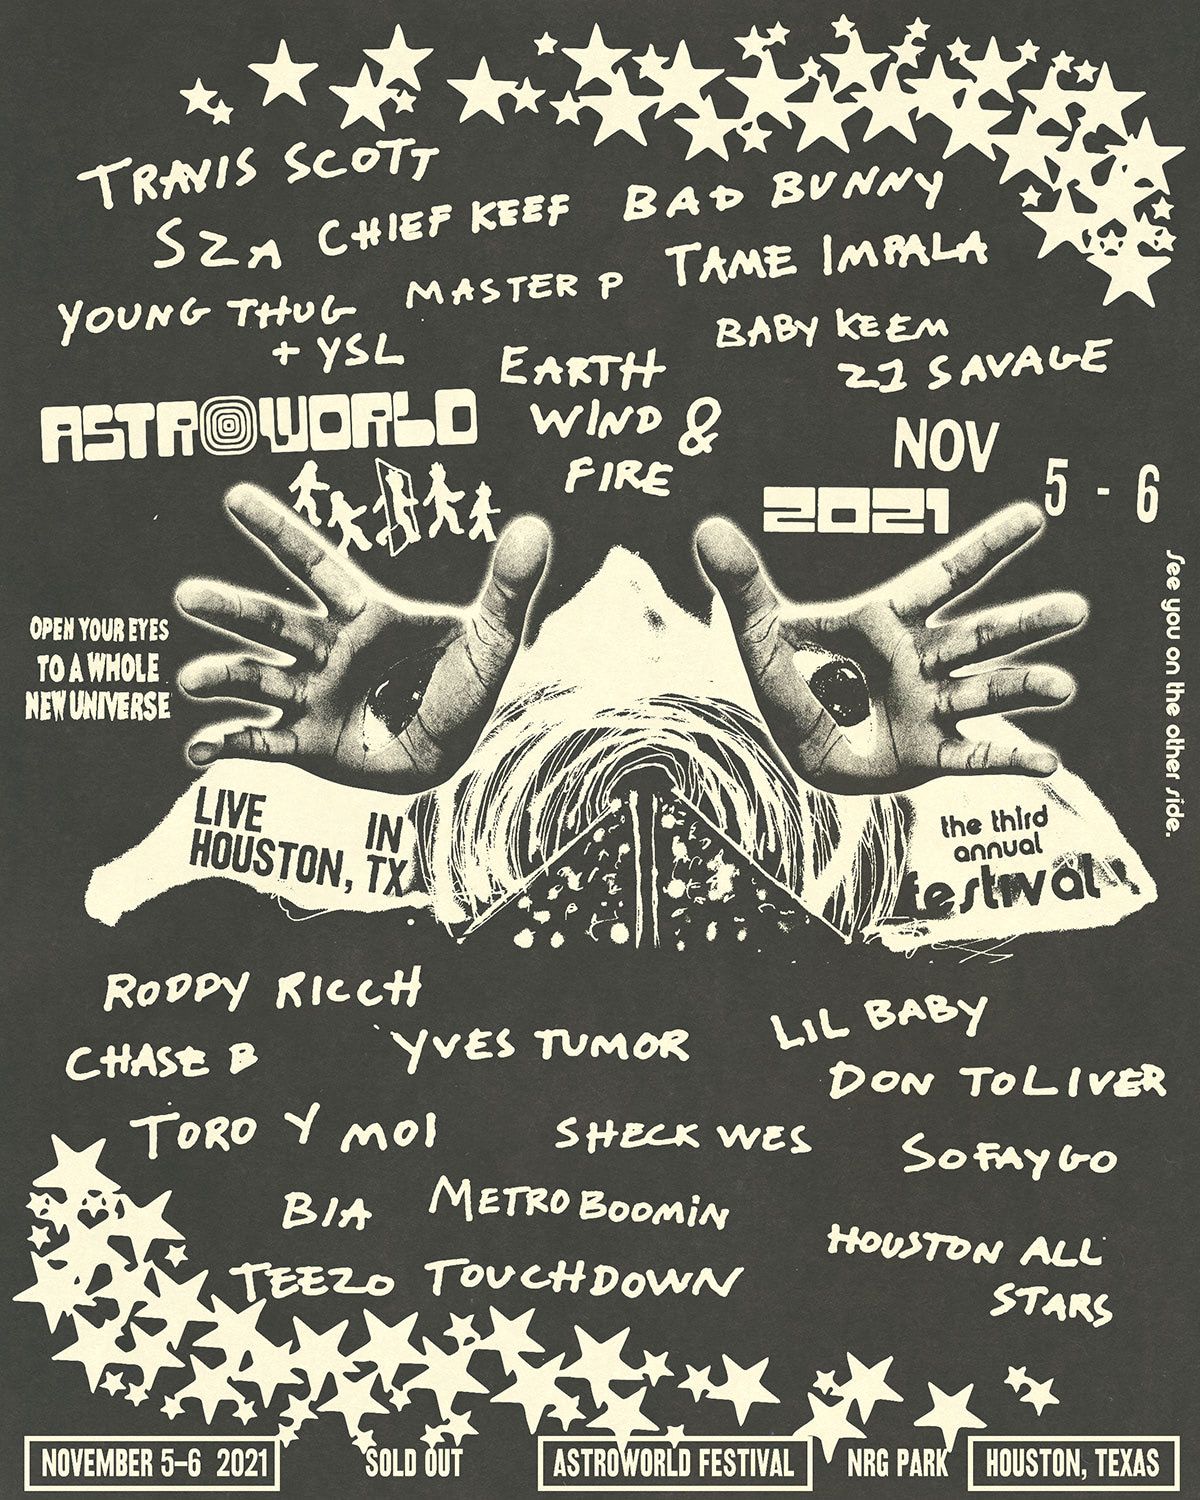 TRAVIS SCOTT
SZA CHIEF KEEF BAD BUNNY
YOUNG THUG
+ YSL
MASTER P
TAME IMPALA
BABY KEEM
21 SAVAGE
EARTH
WIND &
FIRE
ASTROWORLD
NOV
5 - 6
2021
See you on the other side.
OPEN YOUR EYES
TO A WHOLE
NEW UNIVERSE
LIVE IN
HOUSTON, TX
the third
annual
festival
RODDY RICCH
LIL BABY
CHASE B
YVES TUMOR
DON TOLIVER
TORO Y MOI
SHECK WES
SOFAYGO
BIA
METRO BOOMIN
HOUSTON ALL
STARS
TEEZO TOUCHDOWN
NOVEMBER 5-6 2021 SOLD OUT ASTROWORLD FESTIVAL NRG PARK HOUSTON, TEXAS